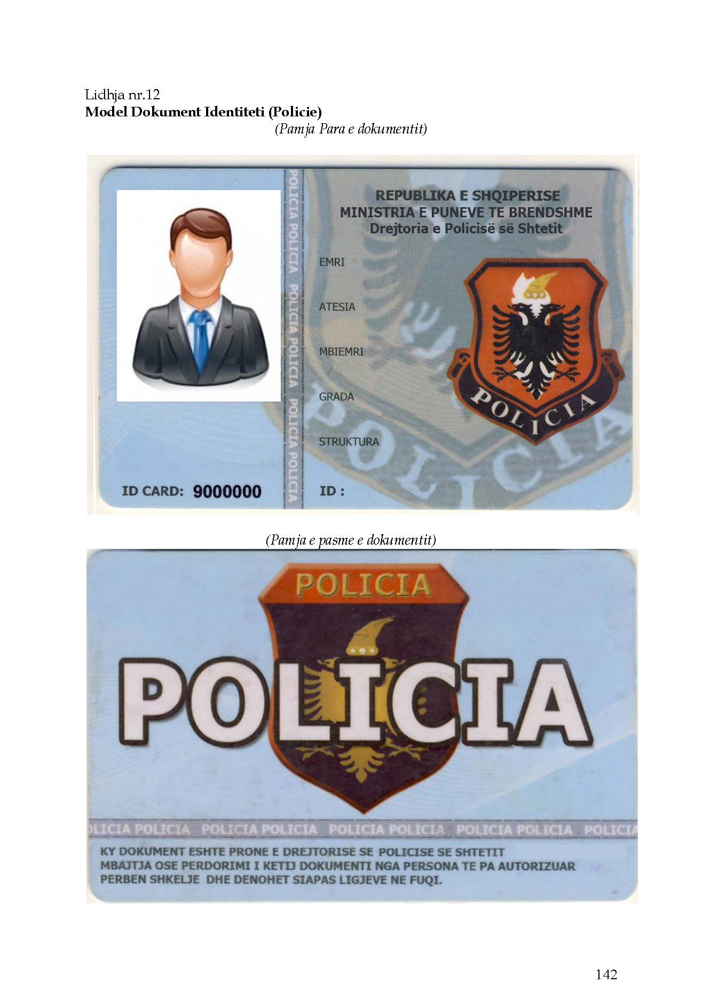 Lidhja nr.12
Model Dokument Identiteti (Policie)
(Pamja Para e dokumentit)
POLICIA POLICIA POLICIA POLICIA POLICIA POLICIA
REPUBLIKA E SHQIPERISE
MINISTRIA E PUNEVE TE BRENDSHME
Drejtoria e Policisë së Shtetit
EMRI
ATESIA
MBIEMRI
GRADA
STRUKTURA
POLICIA
POLICIA
ID CARD: 9000000
ID :
(Pamja e pasme e dokumentit)
POLICIA
POLICIA
OLICIA POLICIA POLICIA POLICIA POLICIA POLICIA POLICIA POLICIA POLICIA
KY DOKUMENT ESHTE PRONE E DREJTORISE SE POLICISE SE SHTETIT
MBAJTJA OSE PERDORIMI I KETIJ DOKUMENTI NGA PERSONA TE PA AUTORIZUAR
PERBEN SHKELJE DHE DENOHET SIAPAS LIGJEVE NE FUQI.
142